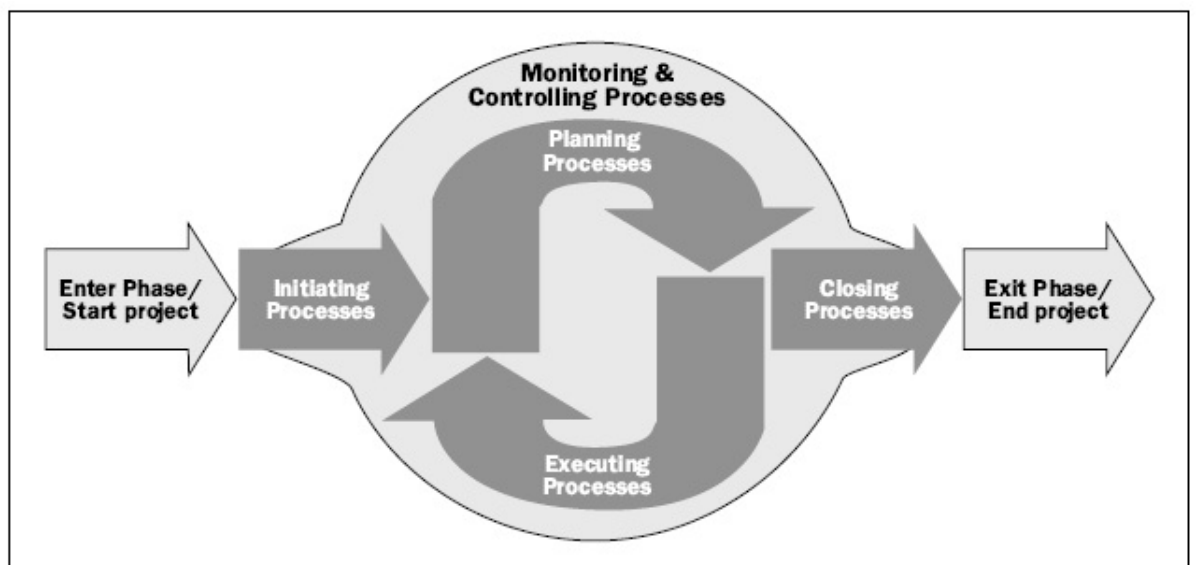 Monitoring &
Controlling Processes
Planning
Processes
Enter Phase/
Start project
Initiating
Processes
Closing
Processes
Exit Phase/
End project
Executing
Processes